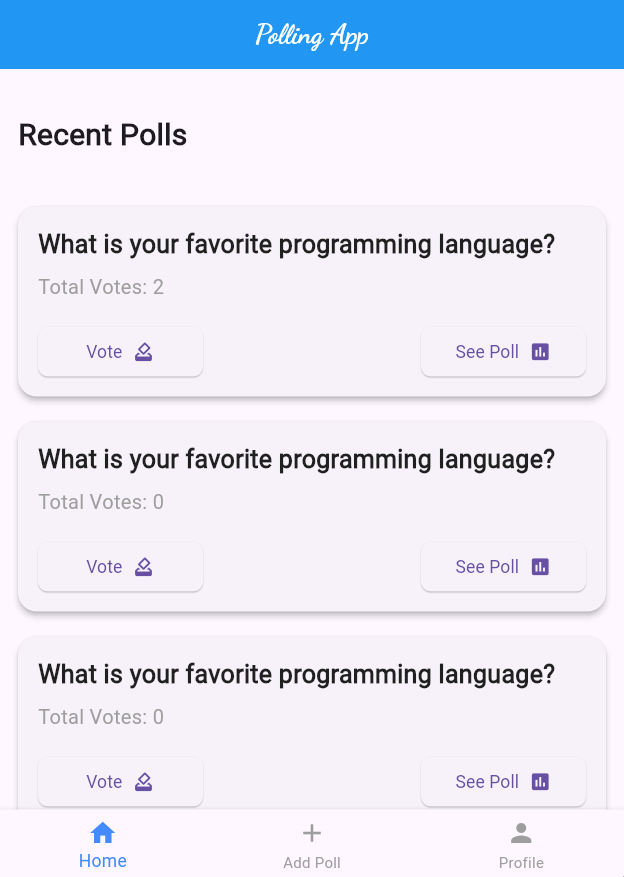 Polling App
Recent Polls
What is your favorite programming language?
Total Votes: 2
Vote
See Poll
What is your favorite programming language?
Total Votes: 0
Vote
See Poll
What is your favorite programming language?
Total Votes: 0
Vote
See Poll
Home
Add Poll
Profile